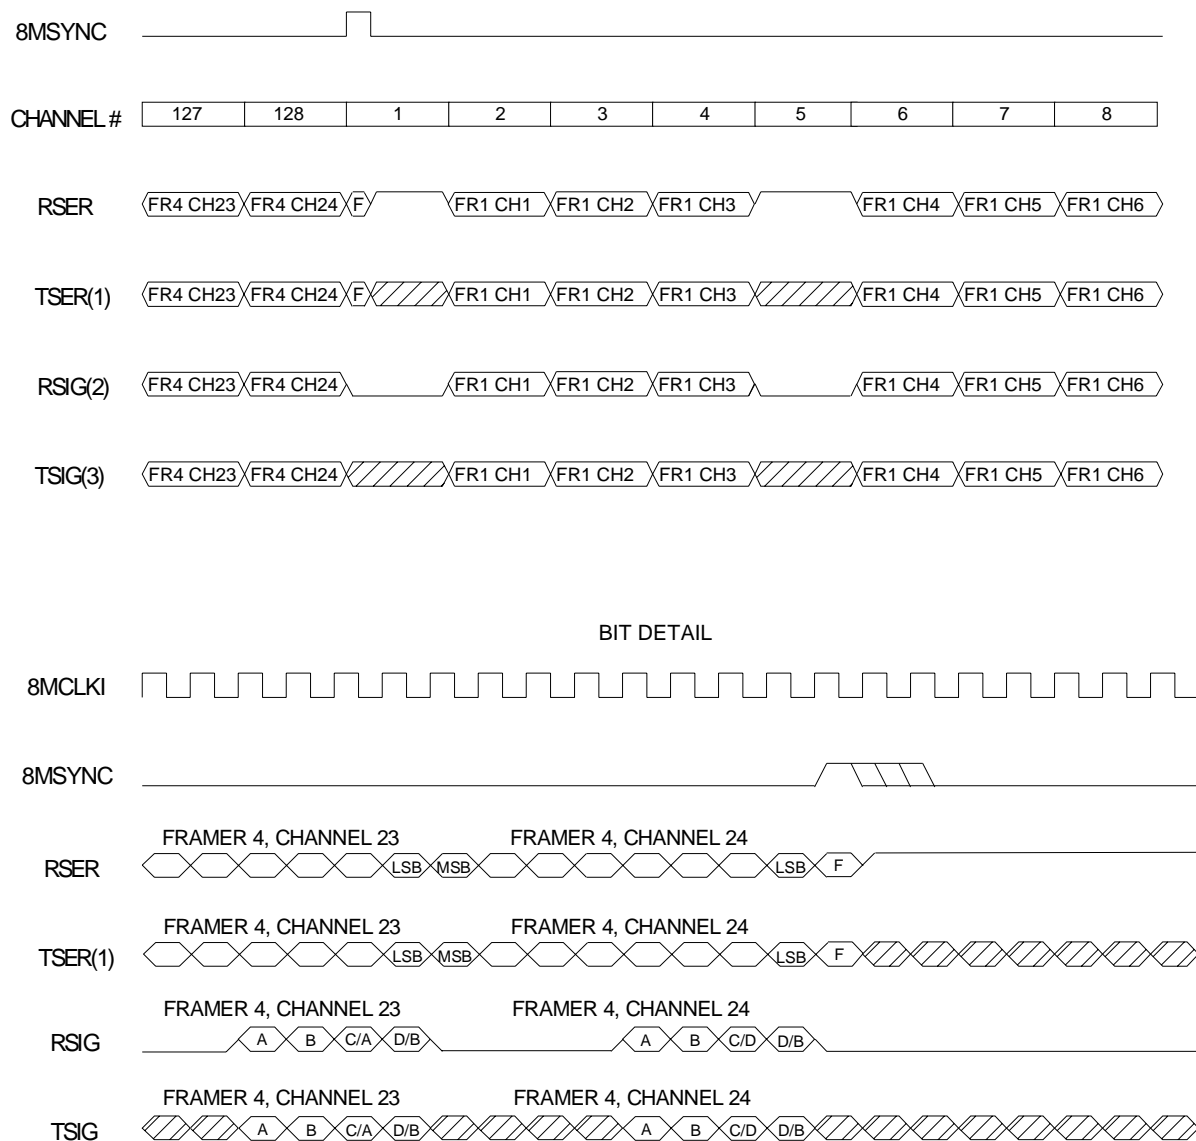 8MSYNC
CHANNEL # 127 128 1 2 3 4 5 6 7 8
RSER FR4 CH23 FR4 CH24 F FR1 CH1 FR1 CH2 FR1 CH3 FR1 CH4 FR1 CH5 FR1 CH6
TSER(1) FR4 CH23 FR4 CH24 F FR1 CH1 FR1 CH2 FR1 CH3 FR1 CH4 FR1 CH5 FR1 CH6
RSIG(2) FR4 CH23 FR4 CH24 FR1 CH1 FR1 CH2 FR1 CH3 FR1 CH4 FR1 CH5 FR1 CH6
TSIG(3) FR4 CH23 FR4 CH24 FR1 CH1 FR1 CH2 FR1 CH3 FR1 CH4 FR1 CH5 FR1 CH6
BIT DETAIL
8MCLKI
8MSYNC
FRAMER 4, CHANNEL 23 FRAMER 4, CHANNEL 24
RSER LSB MSB LSB F
FRAMER 4, CHANNEL 23 FRAMER 4, CHANNEL 24
TSER(1) LSB MSB LSB F
FRAMER 4, CHANNEL 23 FRAMER 4, CHANNEL 24
RSIG A B C/A D/B A B C/D D/B
FRAMER 4, CHANNEL 23 FRAMER 4, CHANNEL 24
TSIG A B C/A D/B A B C/D D/B